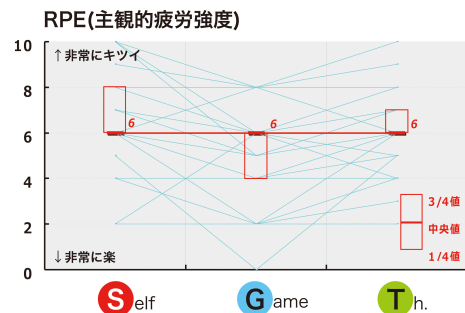 RPE(主観的疲労強度)
10
↑非常にキツイ
8
6
6 6 6
4
3/4値
2
中央値
↓非常に楽
1/4値
0
Self Game Th.